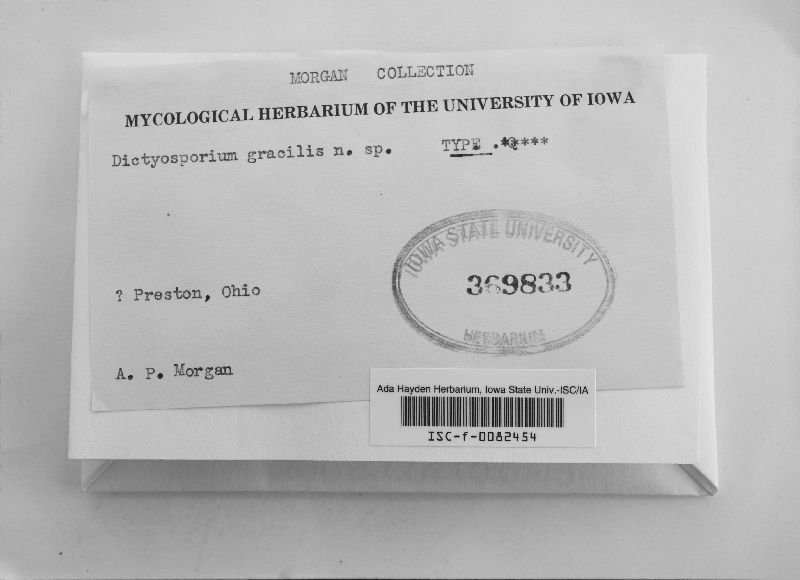 MORGAN COLLECTION
MYCOLOGICAL HERBARIUM OF THE UNIVERSITY OF IOWA
Dictyosporium gracilis n. sp. TYPE .*****
IOWA STATE UNIVERSITY
369833
HERBARIUM
? Preston, Ohio
A. P. Morgan
Ada Hayden Herbarium, Iowa State Univ.-ISC/IA
ISC-f-0082454